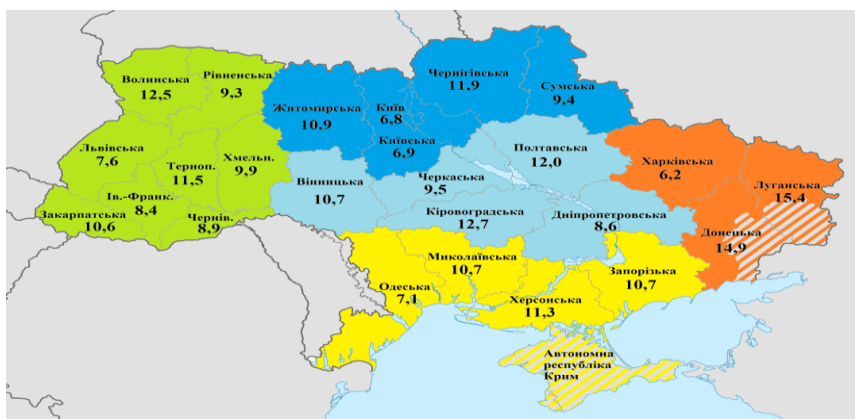 Волинська
12,5
Рівненська
9,3
Житомирська
10,9
Київ
6,8
Київська
6,9
Чернігівська
11,9
Сумська
9,4
Львівська
7,6
Терноп.
11,5
Хмельн.
9,9
Ів.-Франк.
8,4
Закарпатська
10,6
Чернів.
8,9
Вінницька
10,7
Черкаська
9,5
Полтавська
12,0
Кіровоградська
12,7
Дніпропетровська
8,6
Харківська
6,2
Луганська
15,4
Донецька
14,9
Одеська
7,1
Миколаївська
10,7
Херсонська
11,3
Запорізька
10,7
Автономна
республіка
Крим